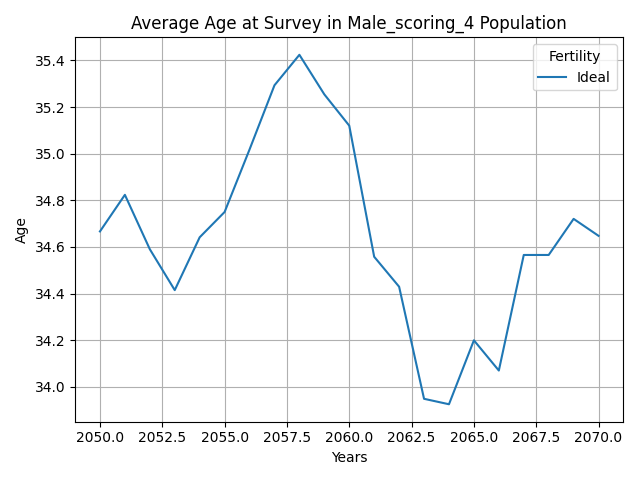 Average Age at Survey in Male_scoring_4 Population
Fertility
Ideal
35.4
35.2
35.0
34.8
34.6
34.4
34.2
34.0
Age
2050.0 2052.5 2055.0 2057.5 2060.0 2062.5 2065.0 2067.5 2070.0
Years